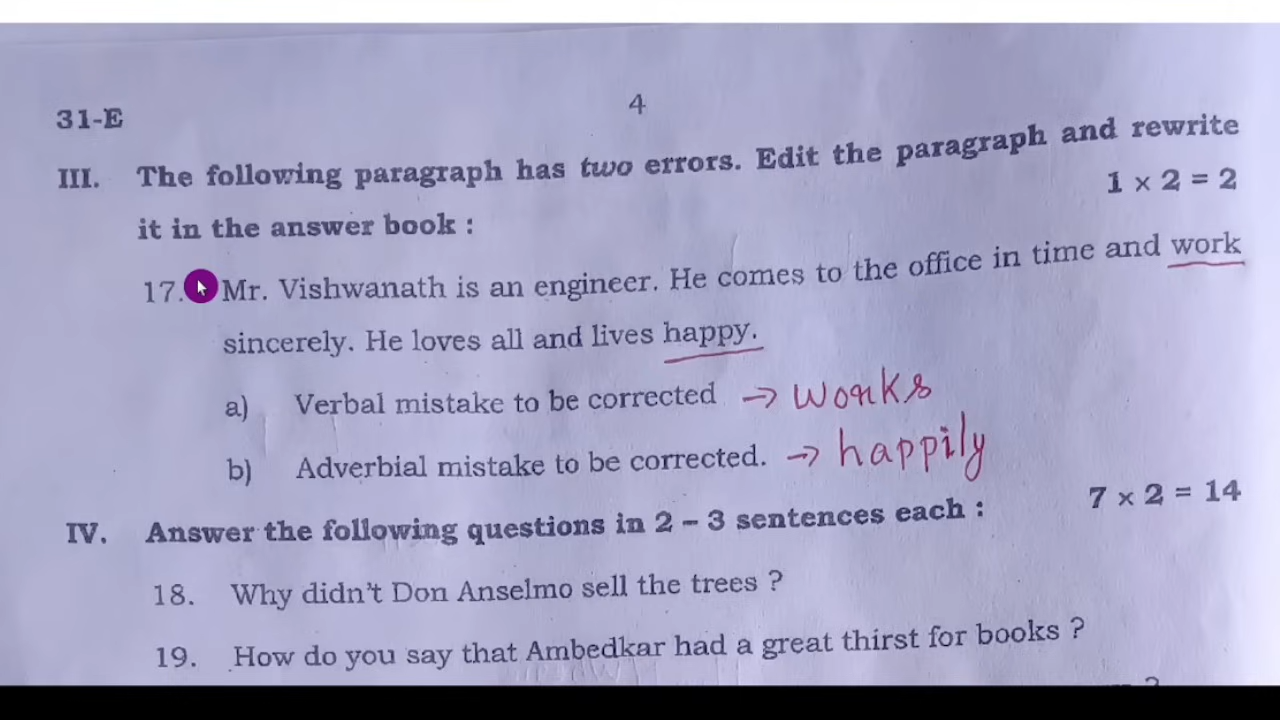 31-E
4
III. The following paragraph has two errors. Edit the paragraph and rewrite
it in the answer book :
1 × 2 = 2
17. Mr. Vishwanath is an engineer. He comes to the office in time and work
sincerely. He loves all and lives happy.
a) Verbal mistake to be corrected → works
b) Adverbial mistake to be corrected. → happily
IV. Answer the following questions in 2 – 3 sentences each :
7 × 2 = 14
18. Why didn't Don Anselmo sell the trees ?
19. How do you say that Ambedkar had a great thirst for books ?